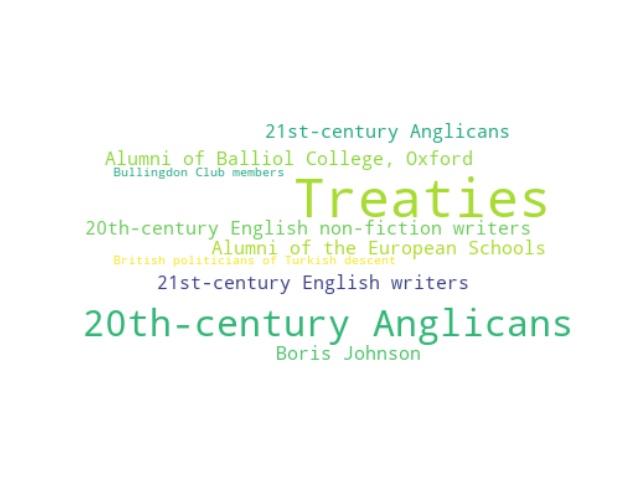 21st-century Anglicans
Alumni of Balliol College, Oxford
Bullingdon Club members
Treaties
20th-century English non-fiction writers
Alumni of the European Schools
British politicians of Turkish descent
21st-century English writers
20th-century Anglicans
Boris Johnson